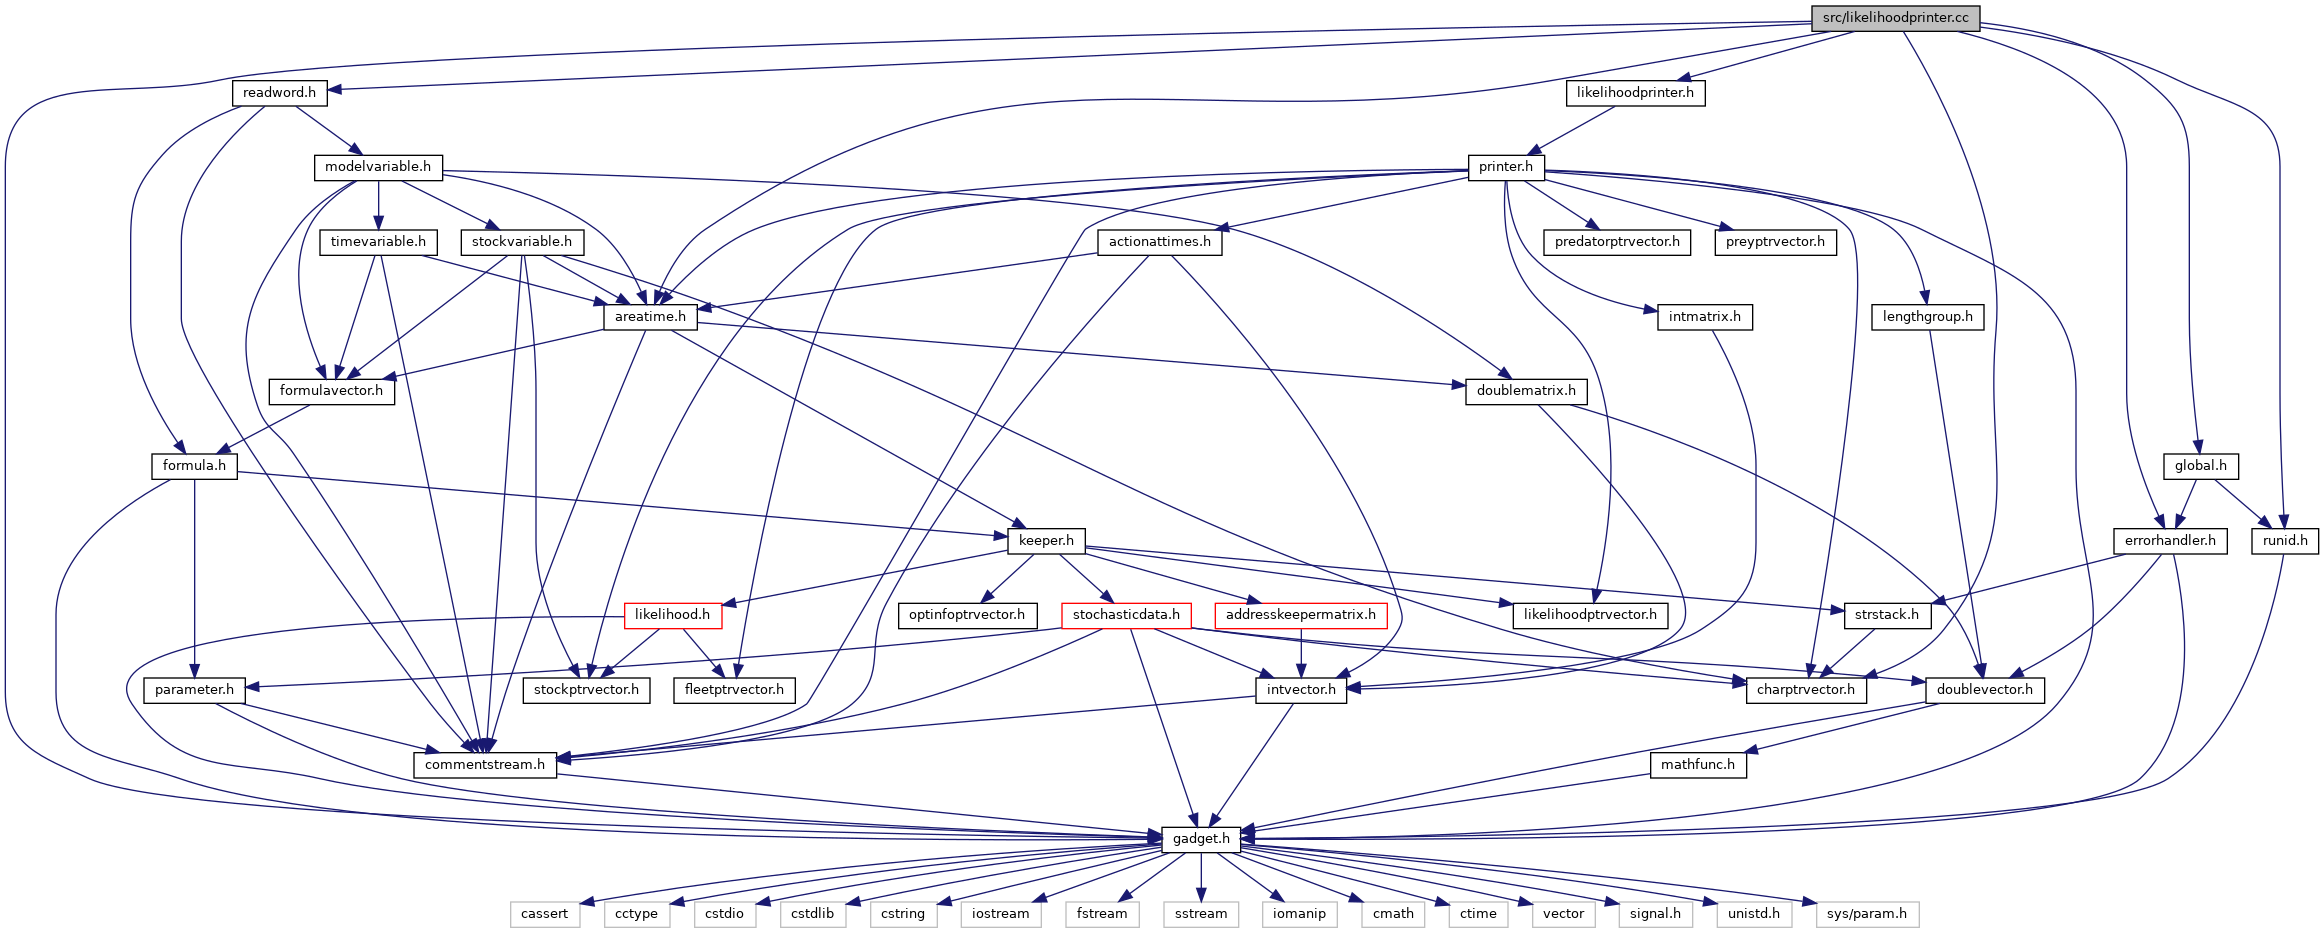 src/likelihoodprinter.cc
readword.h
likelihoodprinter.h
modelvariable.h
printer.h
timevariable.h
stockvariable.h
actionattimes.h
predatorptrvector.h
preyptrvector.h
areatime.h
intmatrix.h
lengthgroup.h
formulavector.h
doublematrix.h
formula.h
global.h
keeper.h
errorhandler.h
runid.h
likelihood.h
optinfoptrvector.h
stochasticdata.h
addresskeepermatrix.h
likelihoodptrvector.h
strstack.h
parameter.h
stockptrvector.h
fleetptrvector.h
intvector.h
charptrvector.h
doublevector.h
commentstream.h
mathfunc.h
gadget.h
cassert
cctype
cstdio
cstdlib
cstring
iostream
fstream
sstream
iomanip
cmath
ctime
vector
signal.h
unistd.h
sys/param.h